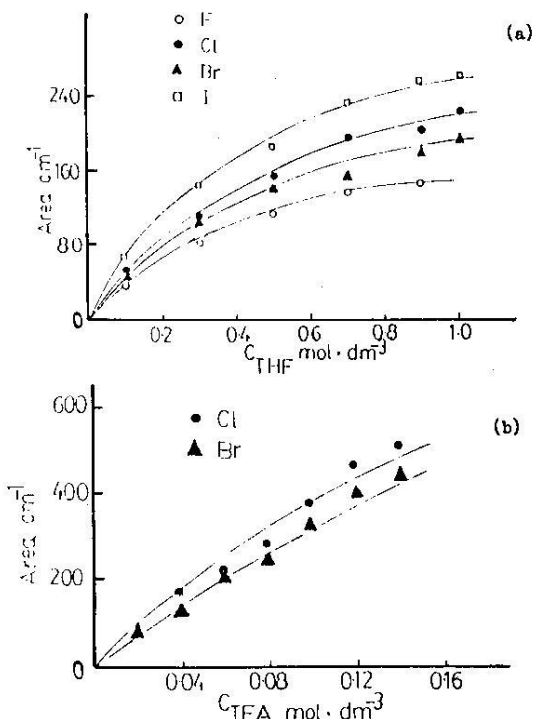 (a)
○ F
● Cl
▲ Br
□ I
Area cm⁻¹
240
160
80
0
0·2 0·4 0·6 0·8 1·0
C_THF mol·dm⁻³
(b)
● Cl
▲ Br
Area cm⁻¹
600
400
200
0
0·04 0·08 0·12 0·16
C_TEA mol·dm⁻³